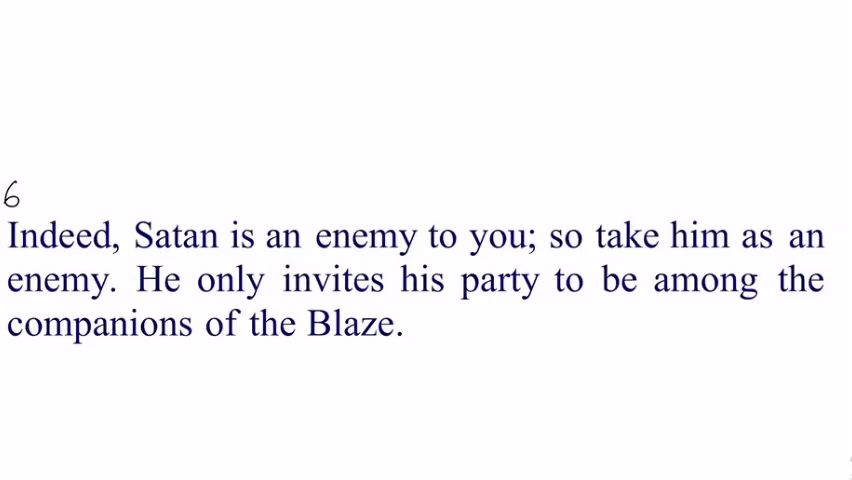 6
Indeed, Satan is an enemy to you; so take him as an
enemy. He only invites his party to be among the
companions of the Blaze.